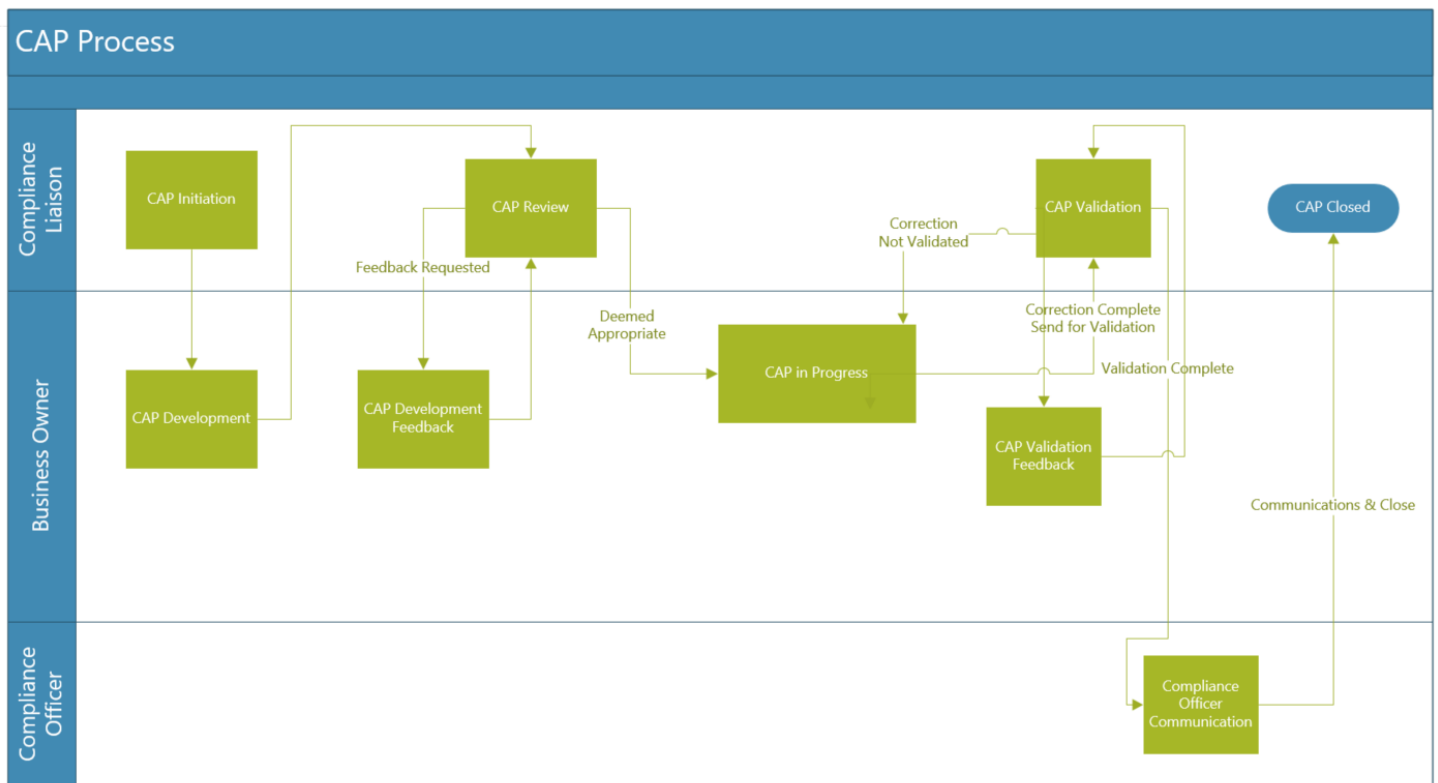 CAP Process
Compliance
Liaison
CAP Initiation
CAP Review
CAP Validation
CAP Closed
Correction
Not Validated
Feedback Requested
Business Owner
Deemed
Appropriate
Correction Complete
Send for Validation
CAP in Progress
Validation Complete
CAP Development
CAP Development
Feedback
CAP Validation
Feedback
Communications & Close
Compliance
Officer
Compliance
Officer
Communication